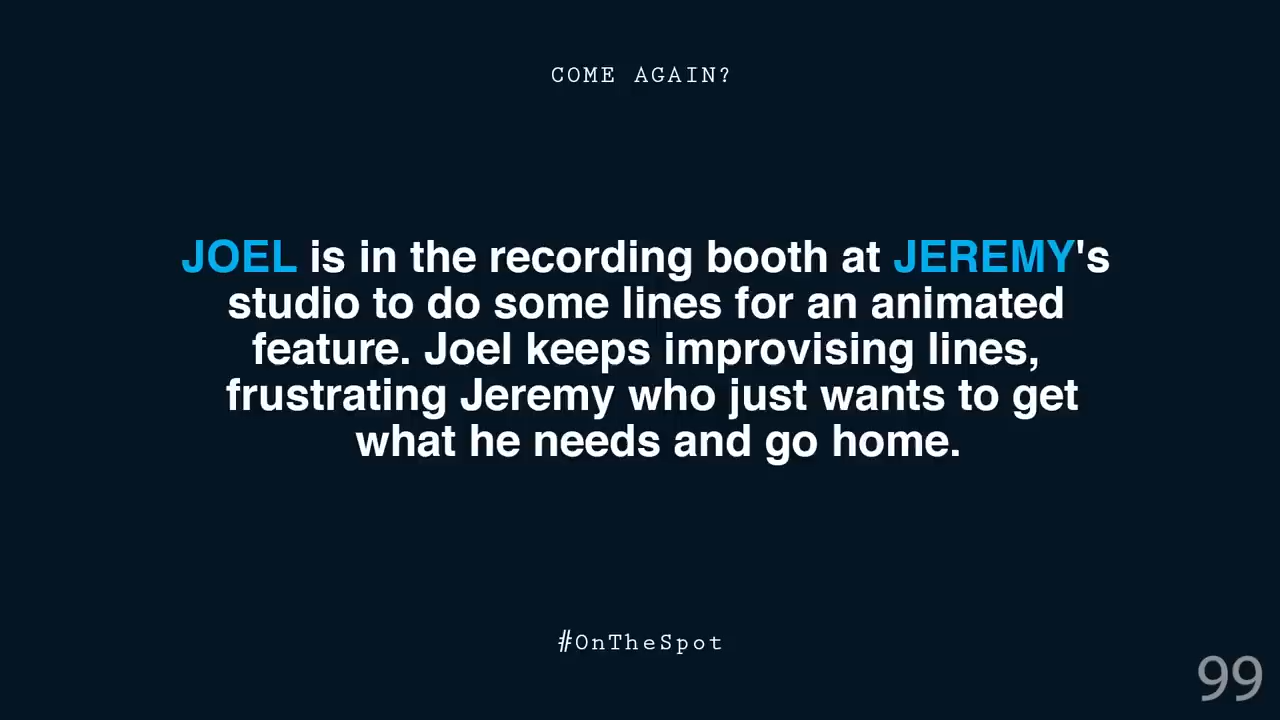 COME AGAIN?
JOEL is in the recording booth at JEREMY's
studio to do some lines for an animated
feature. Joel keeps improvising lines,
frustrating Jeremy who just wants to get
what he needs and go home.
#OnTheSpot
99